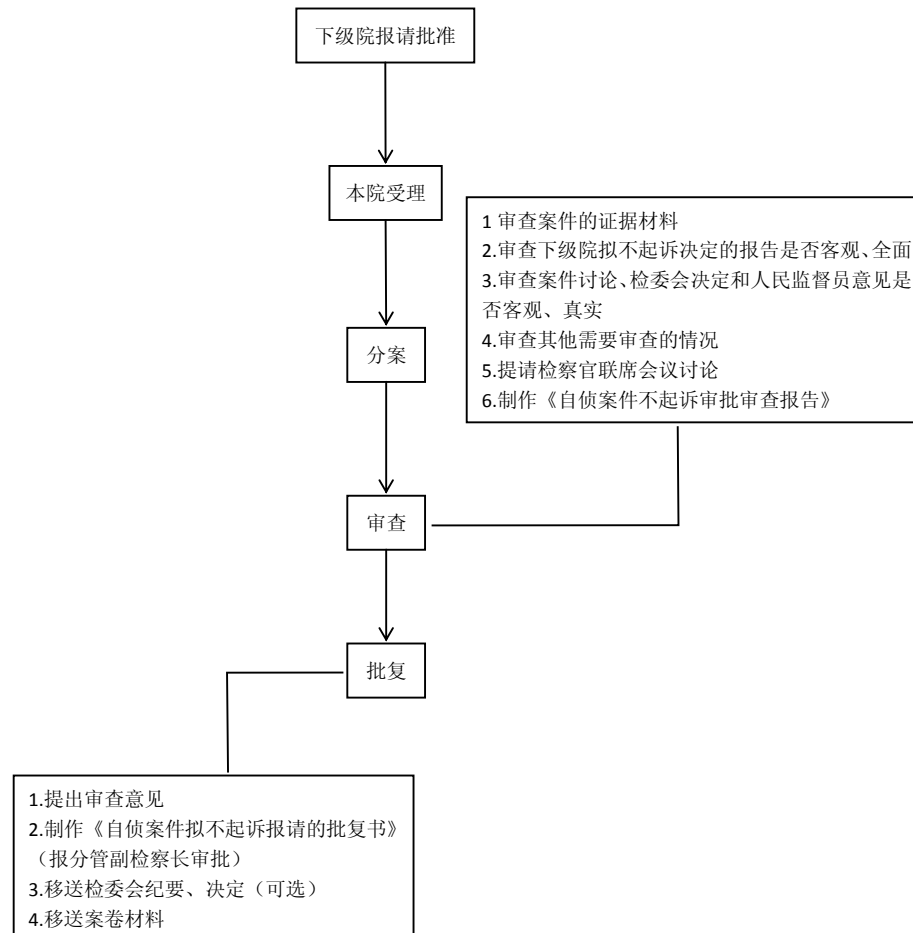 下级院报请批准
本院受理
1 审查案件的证据材料
2.审查下级院拟不起诉决定的报告是否客观、全面
3.审查案件讨论、检委会决定和人民监督员意见是
否客观、真实
4.审查其他需要审查的情况
5.提请检察官联席会议讨论
6.制作《自侦案件不起诉审批审查报告》
分案
审查
批复
1.提出审查意见
2.制作《自侦案件拟不起诉报请的批复书》
（报分管副检察长审批）
3.移送检委会纪要、决定（可选）
4.移送案卷材料